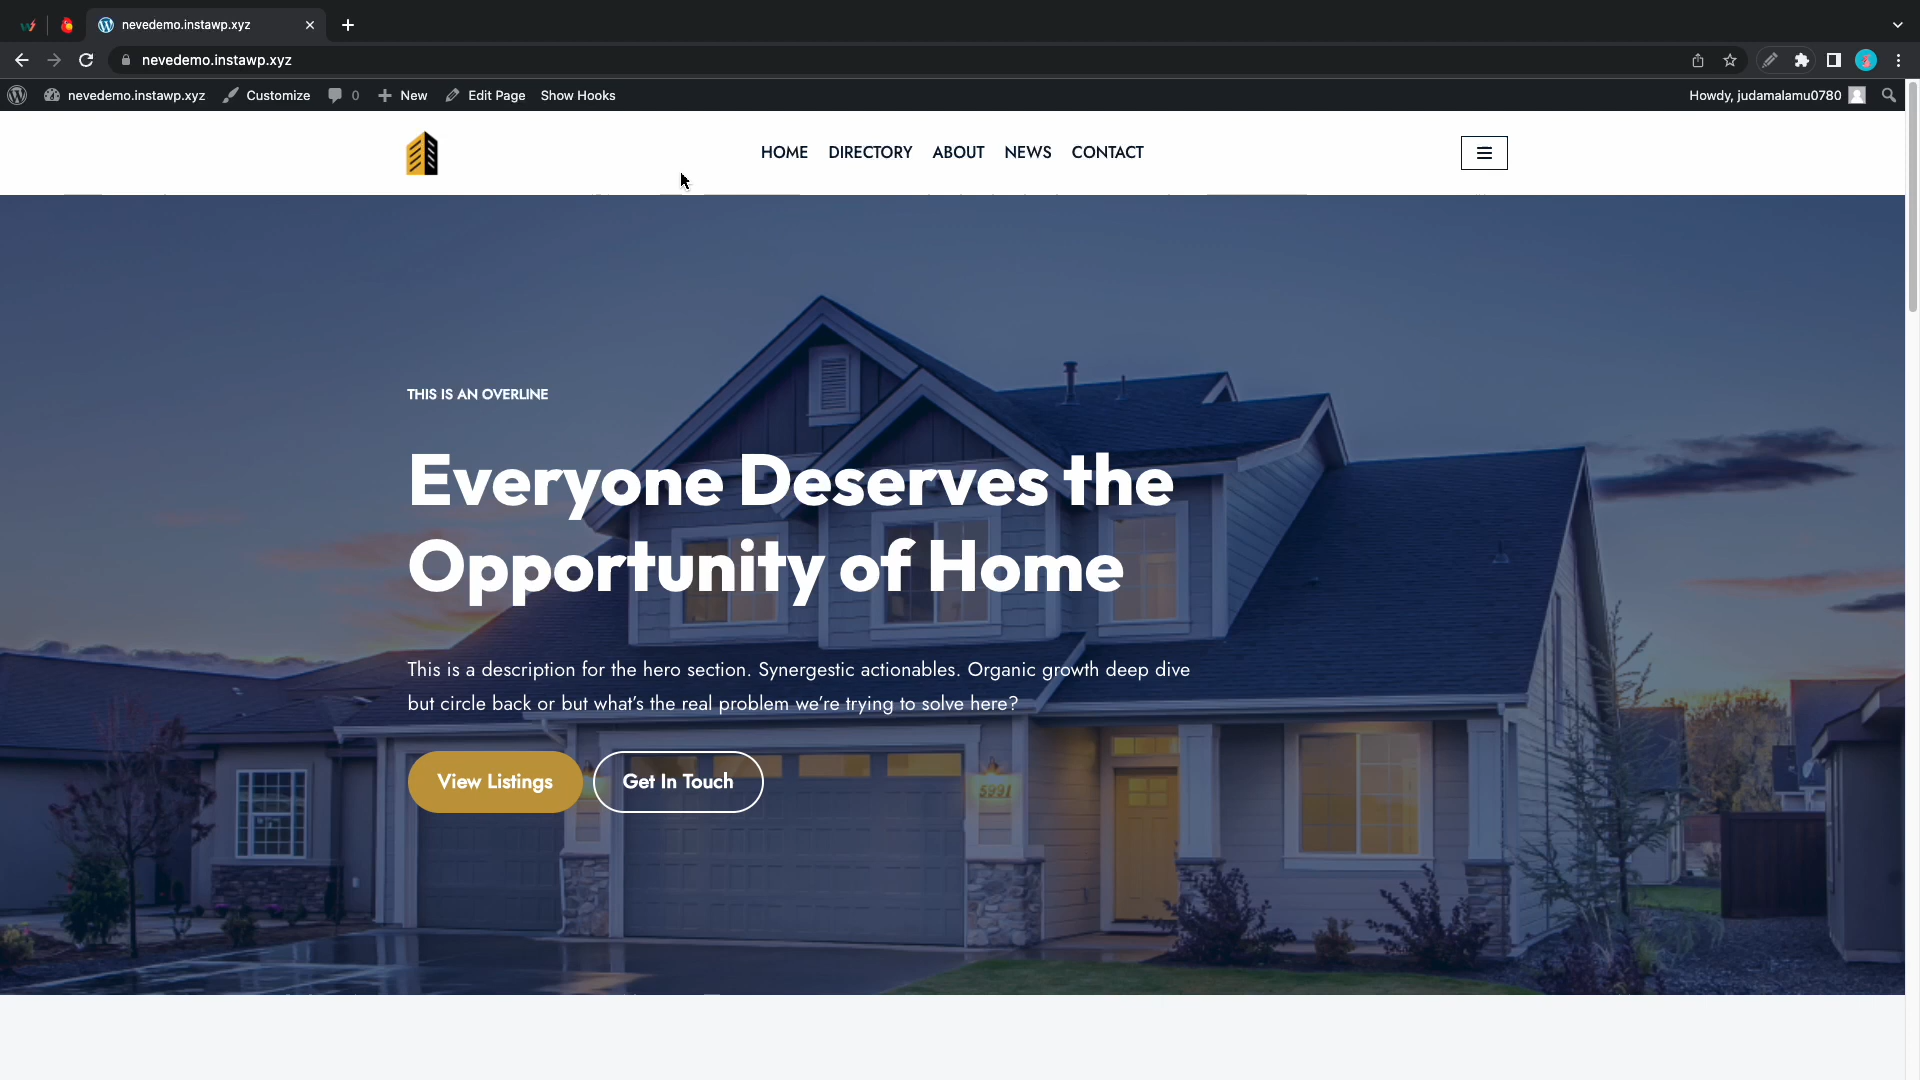 nevedemo.instawp.xyz
nevedemo.instawp.xyz
nevedemo.instawp.xyz Customize 0 New Edit Page Show Hooks Howdy, judamalamu0780
HOME DIRECTORY ABOUT NEWS CONTACT
THIS IS AN OVERLINE
Everyone Deserves the
Opportunity of Home
This is a description for the hero section. Synergestic actionables. Organic growth deep dive
but circle back or but what's the real problem we're trying to solve here?
View Listings Get In Touch
5991